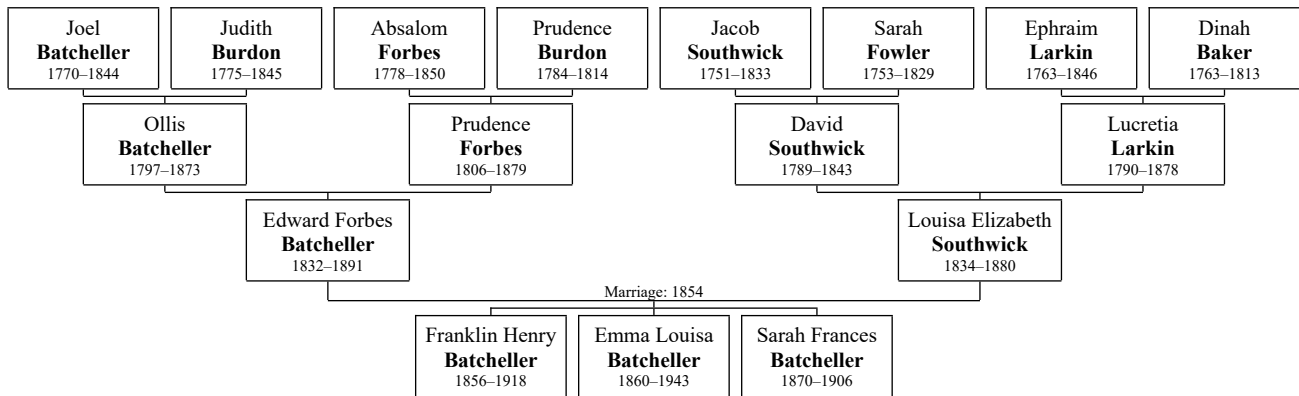 Joel
Batcheller
1770–1844
Judith
Burdon
1775–1845
Absalom
Forbes
1778–1850
Prudence
Burdon
1784–1814
Jacob
Southwick
1751–1833
Sarah
Fowler
1753–1829
Ephraim
Larkin
1763–1846
Dinah
Baker
1763–1813
Ollis
Batcheller
1797–1873
Prudence
Forbes
1806–1879
David
Southwick
1789–1843
Lucretia
Larkin
1790–1878
Edward Forbes
Batcheller
1832–1891
Louisa Elizabeth
Southwick
1834–1880
Marriage: 1854
Franklin Henry
Batcheller
1856–1918
Emma Louisa
Batcheller
1860–1943
Sarah Frances
Batcheller
1870–1906